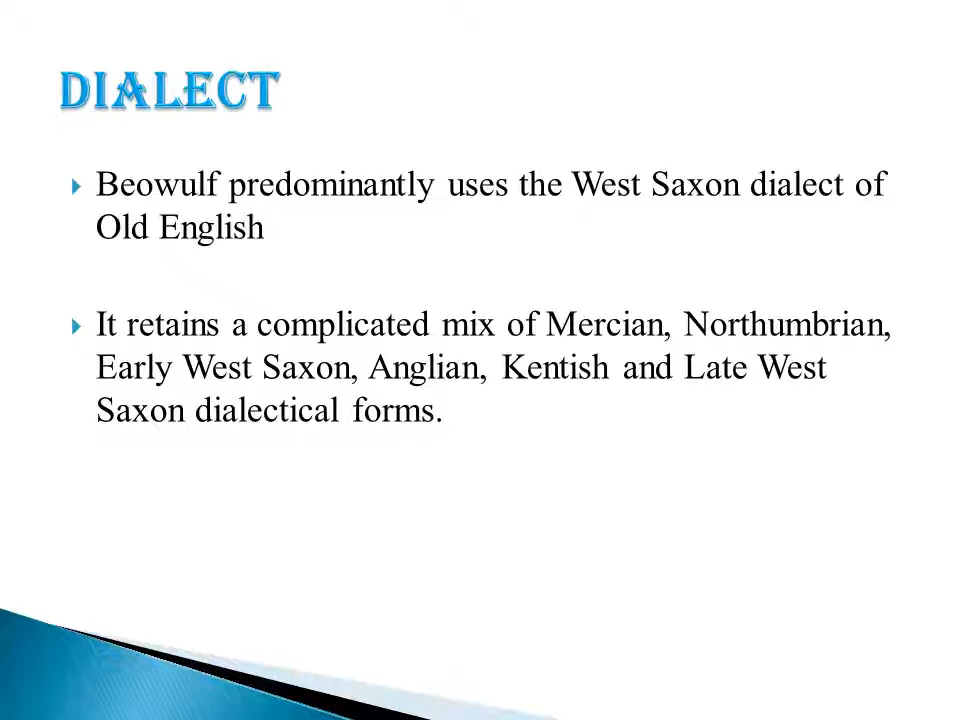 DIALECT
Beowulf predominantly uses the West Saxon dialect of
Old English
It retains a complicated mix of Mercian, Northumbrian,
Early West Saxon, Anglian, Kentish and Late West
Saxon dialectical forms.